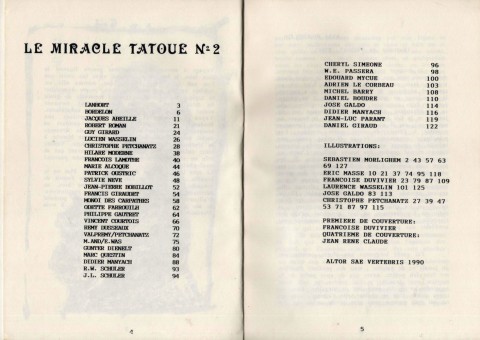 LE MIRACLE TATOUE Nº2
LANHORT 3
BORDELON 6
JACQUES ABEILLE 11
ROBERT ROMAN 21
GUY GIRARD 24
LUCIEN WASSELIN 26
CHRISTOPHE PETCHANATZ 28
HILARE MODERNE 38
FRANCOIS LAMOTHE 40
MARIE ALCOQUE 44
PATRICK OUSTRIC 46
SYLVIE NEVE 48
JEAN-PIERRE BOBILLOT 52
FRANCIS GIRAUDET 54
MONOI DES CARPATHES 58
ODETTE FARROUILH 62
PHILIPPE GAUTRET 64
VINCENT COURTOIS 66
REMY DUSSEAUX 70
VALPREMY/PETCHANATZ 72
M.AND/E.WAS 75
GUNTER DIENELT 80
MARC QUESTIN 84
DIDIER MANYACH 88
R.W. SCHULER 93
J.L. SCHULER 94
4
CHERYL SIMEONE 96
W.E. PASSERA 98
EDOUARD MYCUE 100
ADRIEN LE CORBEAU 103
MICHEL BARRY 108
DANIEL BOUDRE 110
JOSE GALDO 114
DIDIER MANYACH 116
JEAN-LUC PARANT 119
DANIEL GIRAUD 122
ILLUSTRATIONS:
SEBASTIEN MORLIGHEM 2 43 57 63
69 127
ERIC MASSE 10 21 37 74 95 118
FRANCOISE DUVIVIER 23 79 87 109
LAURENCE WASSELIN 101 125
JOSE GALDO 83 113
CHRISTOPHE PETCHANATZ 27 39 47
53 71 87 97 115
PREMIERE DE COUVERTURE:
FRANCOISE DUVIVIER
QUATRIEME DE COUVERTURE:
JEAN RENE CLAUDE
ALTOR SAE VERTEBRIS 1990
5